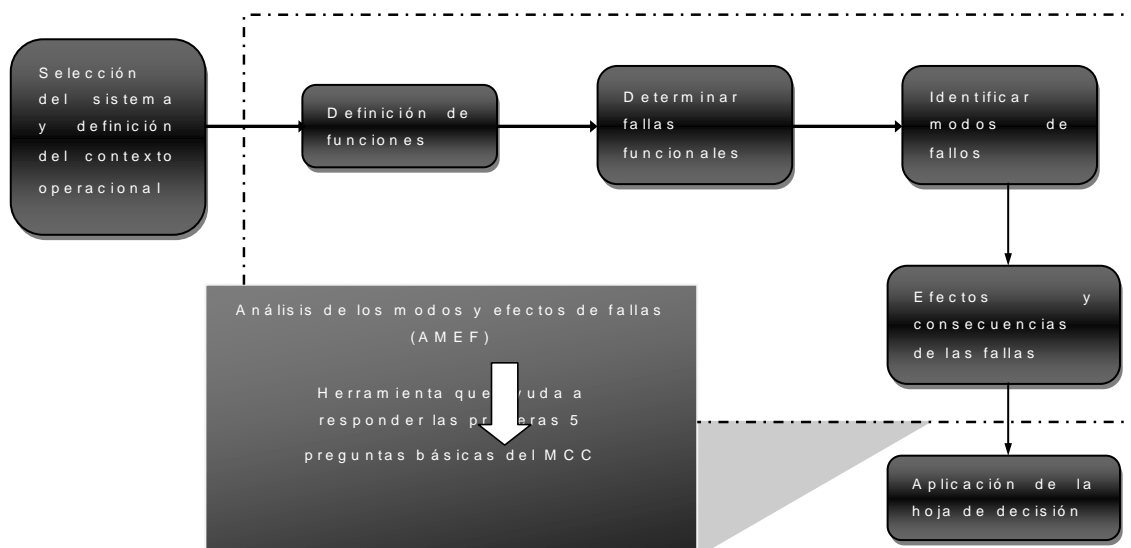 Selección
del sistema
y definición
del contexto
operacional
Definición de
funciones
Determinar
fallas
funcionales
Identificar
modos de
fallos
Efectos y
consecuencias
de las fallas
Aplicación de la
hoja de decisión
Análisis de los modos y efectos de fallas
(AMEF)
Herramienta que ayuda a
responder las primeras 5
preguntas básicas del MCC